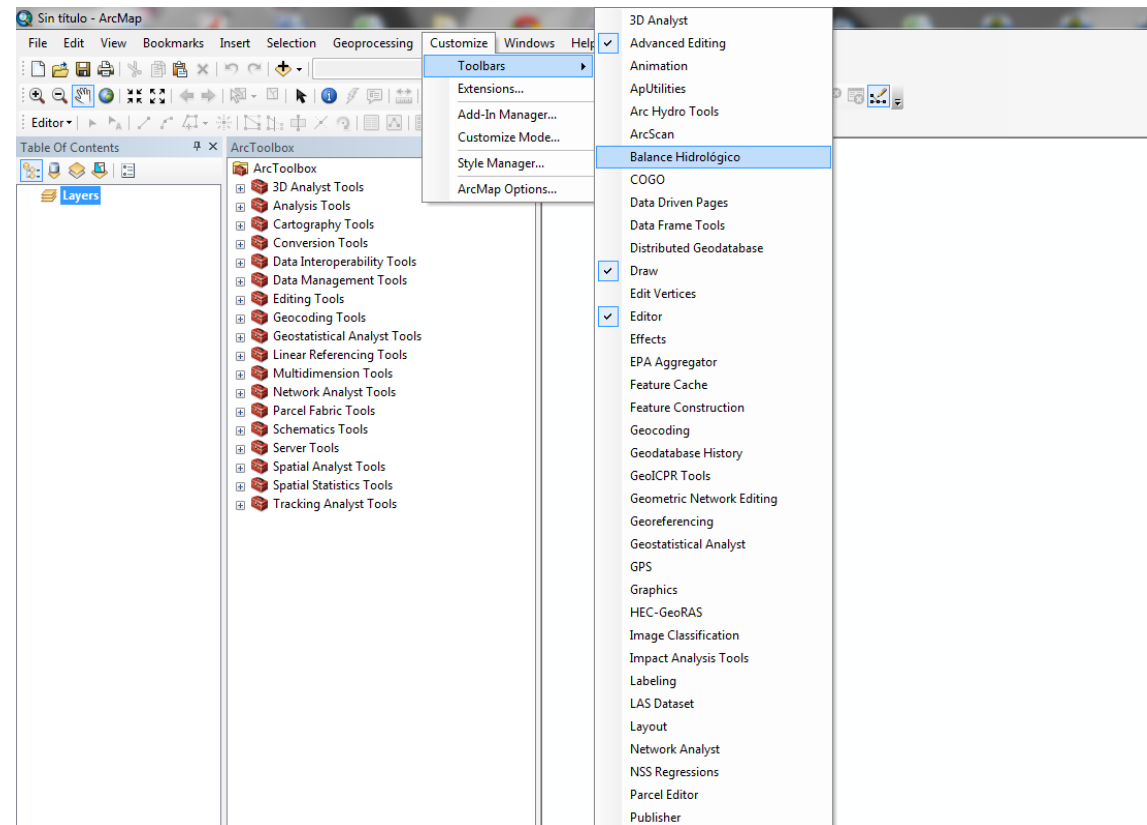 Sin título - ArcMap
File Edit View Bookmarks Insert Selection Geoprocessing Customize Windows Help
Editor
Table Of Contents
Layers
ArcToolbox
ArcToolbox
3D Analyst Tools
Analysis Tools
Cartography Tools
Conversion Tools
Data Interoperability Tools
Data Management Tools
Editing Tools
Geocoding Tools
Geostatistical Analyst Tools
Linear Referencing Tools
Multidimension Tools
Network Analyst Tools
Parcel Fabric Tools
Schematics Tools
Server Tools
Spatial Analyst Tools
Spatial Statistics Tools
Tracking Analyst Tools
Toolbars
Extensions...
Add-In Manager...
Customize Mode...
Style Manager...
ArcMap Options...
3D Analyst
Advanced Editing
Animation
ApUtilities
Arc Hydro Tools
ArcScan
Balance Hidrológico
COGO
Data Driven Pages
Data Frame Tools
Distributed Geodatabase
Draw
Edit Vertices
Editor
Effects
EPA Aggregator
Feature Cache
Feature Construction
Geocoding
Geodatabase History
GeoICPR Tools
Geometric Network Editing
Georeferencing
Geostatistical Analyst
GPS
Graphics
HEC-GeoRAS
Image Classification
Impact Analysis Tools
Labeling
LAS Dataset
Layout
Network Analyst
NSS Regressions
Parcel Editor
Publisher